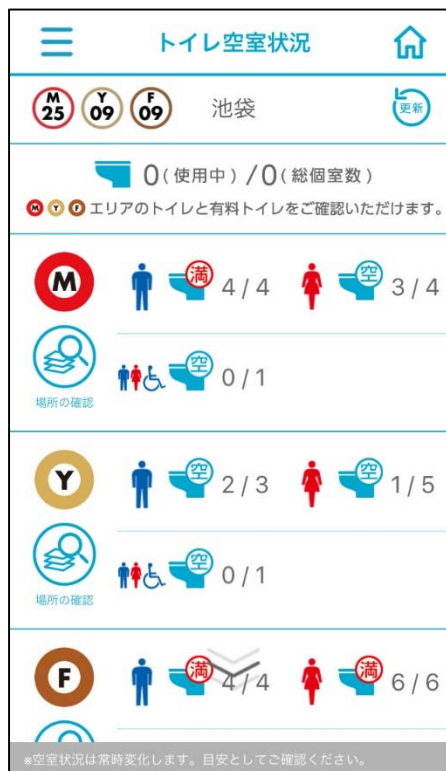 トイレ空室状況
M 25 Y 09 F 09 池袋 更新
0(使用中)/0(総個室数)
M Y F エリアのトイレと有料トイレをご確認いただけます。
M 満 4/4 空 3/4
場所の確認 空 0/1
Y 空 2/3 空 1/5
場所の確認 空 0/1
F 満 4/4 満 6/6
※空室状況は常時変化します。目安としてご確認ください。